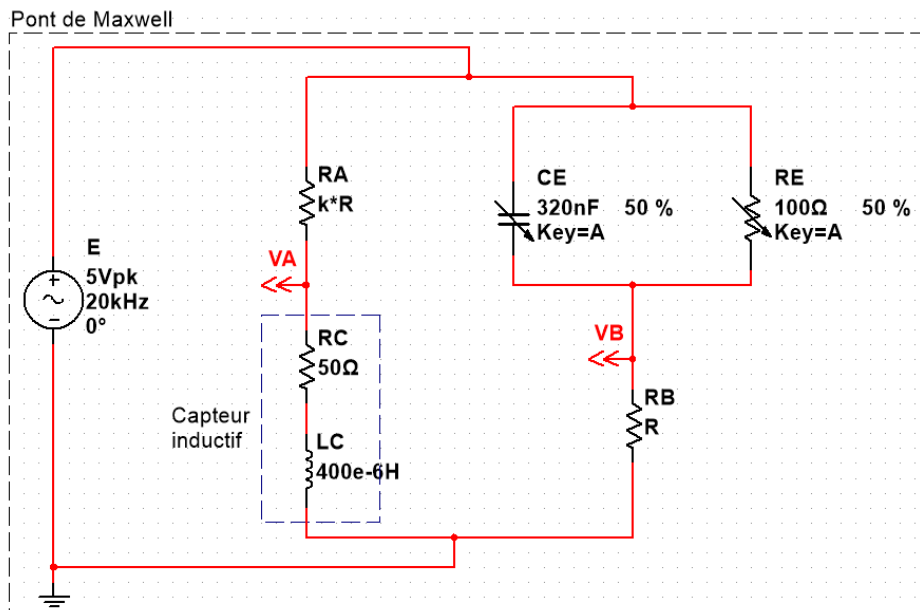 Pont de Maxwell
RA
k*R
CE
320nF 50 %
Key=A
RE
100Ω 50 %
Key=A
E
5Vpk
20kHz
0°
VA
VB
RC
50Ω
Capteur
inductif
LC
400e-6H
RB
R